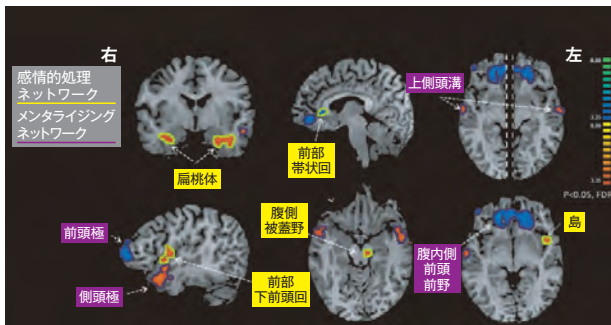 右
左
感情的処理
ネットワーク
メンタライジング
ネットワーク
上側頭溝
扁桃体
前部
帯状回
P<0.05, FDR
前頭極
側頭極
前部
下前頭回
腹側
被蓋野
腹内側
前頭
前野
島